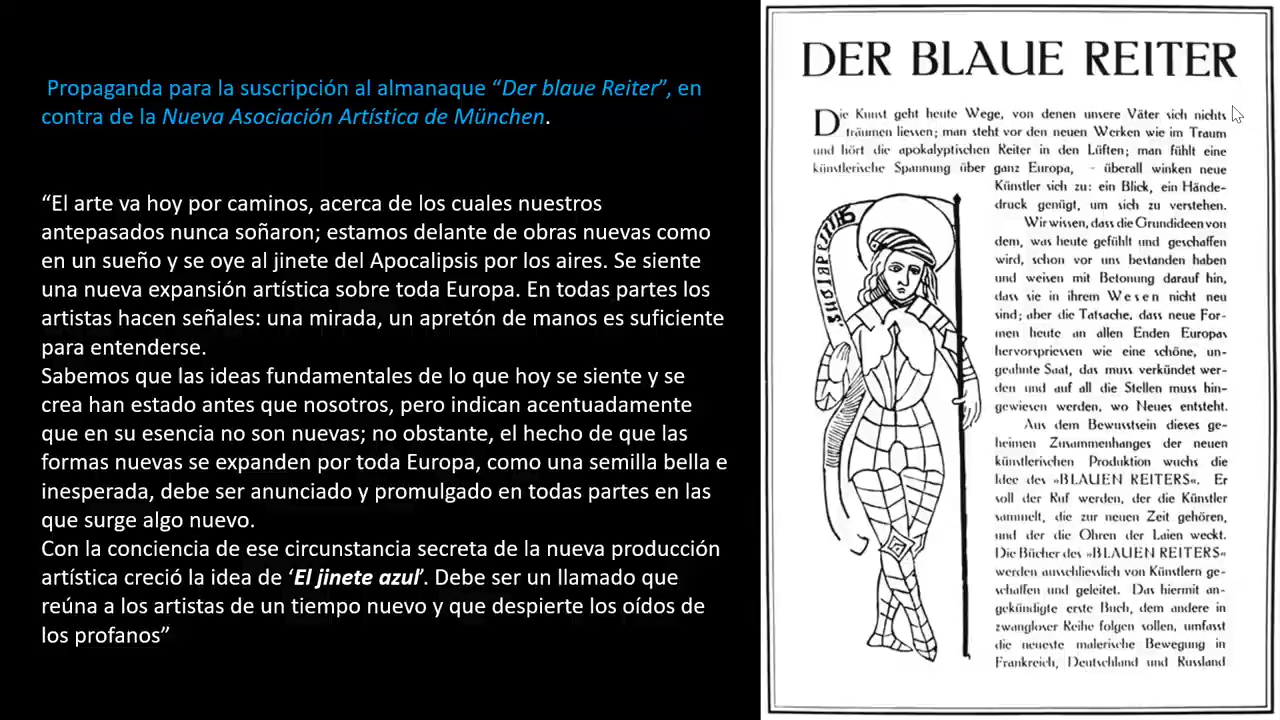 Propaganda para la suscripción al almanaque “Der blaue Reiter”, en
contra de la Nueva Asociación Artística de München.
“El arte va hoy por caminos, acerca de los cuales nuestros
antepasados nunca soñaron; estamos delante de obras nuevas como
en un sueño y se oye al jinete del Apocalipsis por los aires. Se siente
una nueva expansión artística sobre toda Europa. En todas partes los
artistas hacen señales: una mirada, un apretón de manos es suficiente
para entenderse.
Sabemos que las ideas fundamentales de lo que hoy se siente y se
crea han estado antes que nosotros, pero indican acentuadamente
que en su esencia no son nuevas; no obstante, el hecho de que las
formas nuevas se expanden por toda Europa, como una semilla bella e
inesperada, debe ser anunciado y promulgado en todas partes en las
que surge algo nuevo.
Con la conciencia de ese circunstancia secreta de la nueva producción
artística creció la idea de ‘El jinete azul’. Debe ser un llamado que
reúna a los artistas de un tiempo nuevo y que despierte los oídos de
los profanos”
DER BLAUE REITER
Die Kunst geht heute Wege, von denen unsere Väter sich nichts
träumen liessen; man steht vor den neuen Werken wie im Traum
und hört die apokalyptischen Reiter in den Lüften; man fühlt eine
künstlerische Spannung über ganz Europa, - überall winken neue
Künstler sich zu: ein Blick, ein Hände-
druck genügt, um sich zu verstehen.
Wir wissen, dass die Grundideen von
dem, was heute gefühlt und geschaffen
wird, schon vor uns bestanden haben
und weisen mit Betonung darauf hin,
dass sie in ihrem Wesen nicht neu
sind; aber die Tatsache, dass neue For-
men heute an allen Enden Europas
hervorspriessen wie eine schöne, un-
geahnte Saat, das muss verkündet wer-
den und auf all die Stellen muss hin-
gewiesen werden, wo Neues entsteht.
Aus dem Bewusstsein dieses ge-
heimen Zusammenhanges der neuen
künstlerischen Produktion wuchs die
Idee des »BLAUEN REITERS«. Er
soll der Ruf werden, der die Künstler
sammelt, die zur neuen Zeit gehören,
und der die Ohren der Laien weckt.
Die Bücher des »BLAUEN REITERS«
werden ausschliesslich von Künstlern ge-
schaffen und geleitet. Das hiermit an-
gekündigte erste Buch, dem andere in
zwangloser Reihe folgen sollen, umfasst
die neueste malerische Bewegung in
Frankreich, Deutschland und Russland